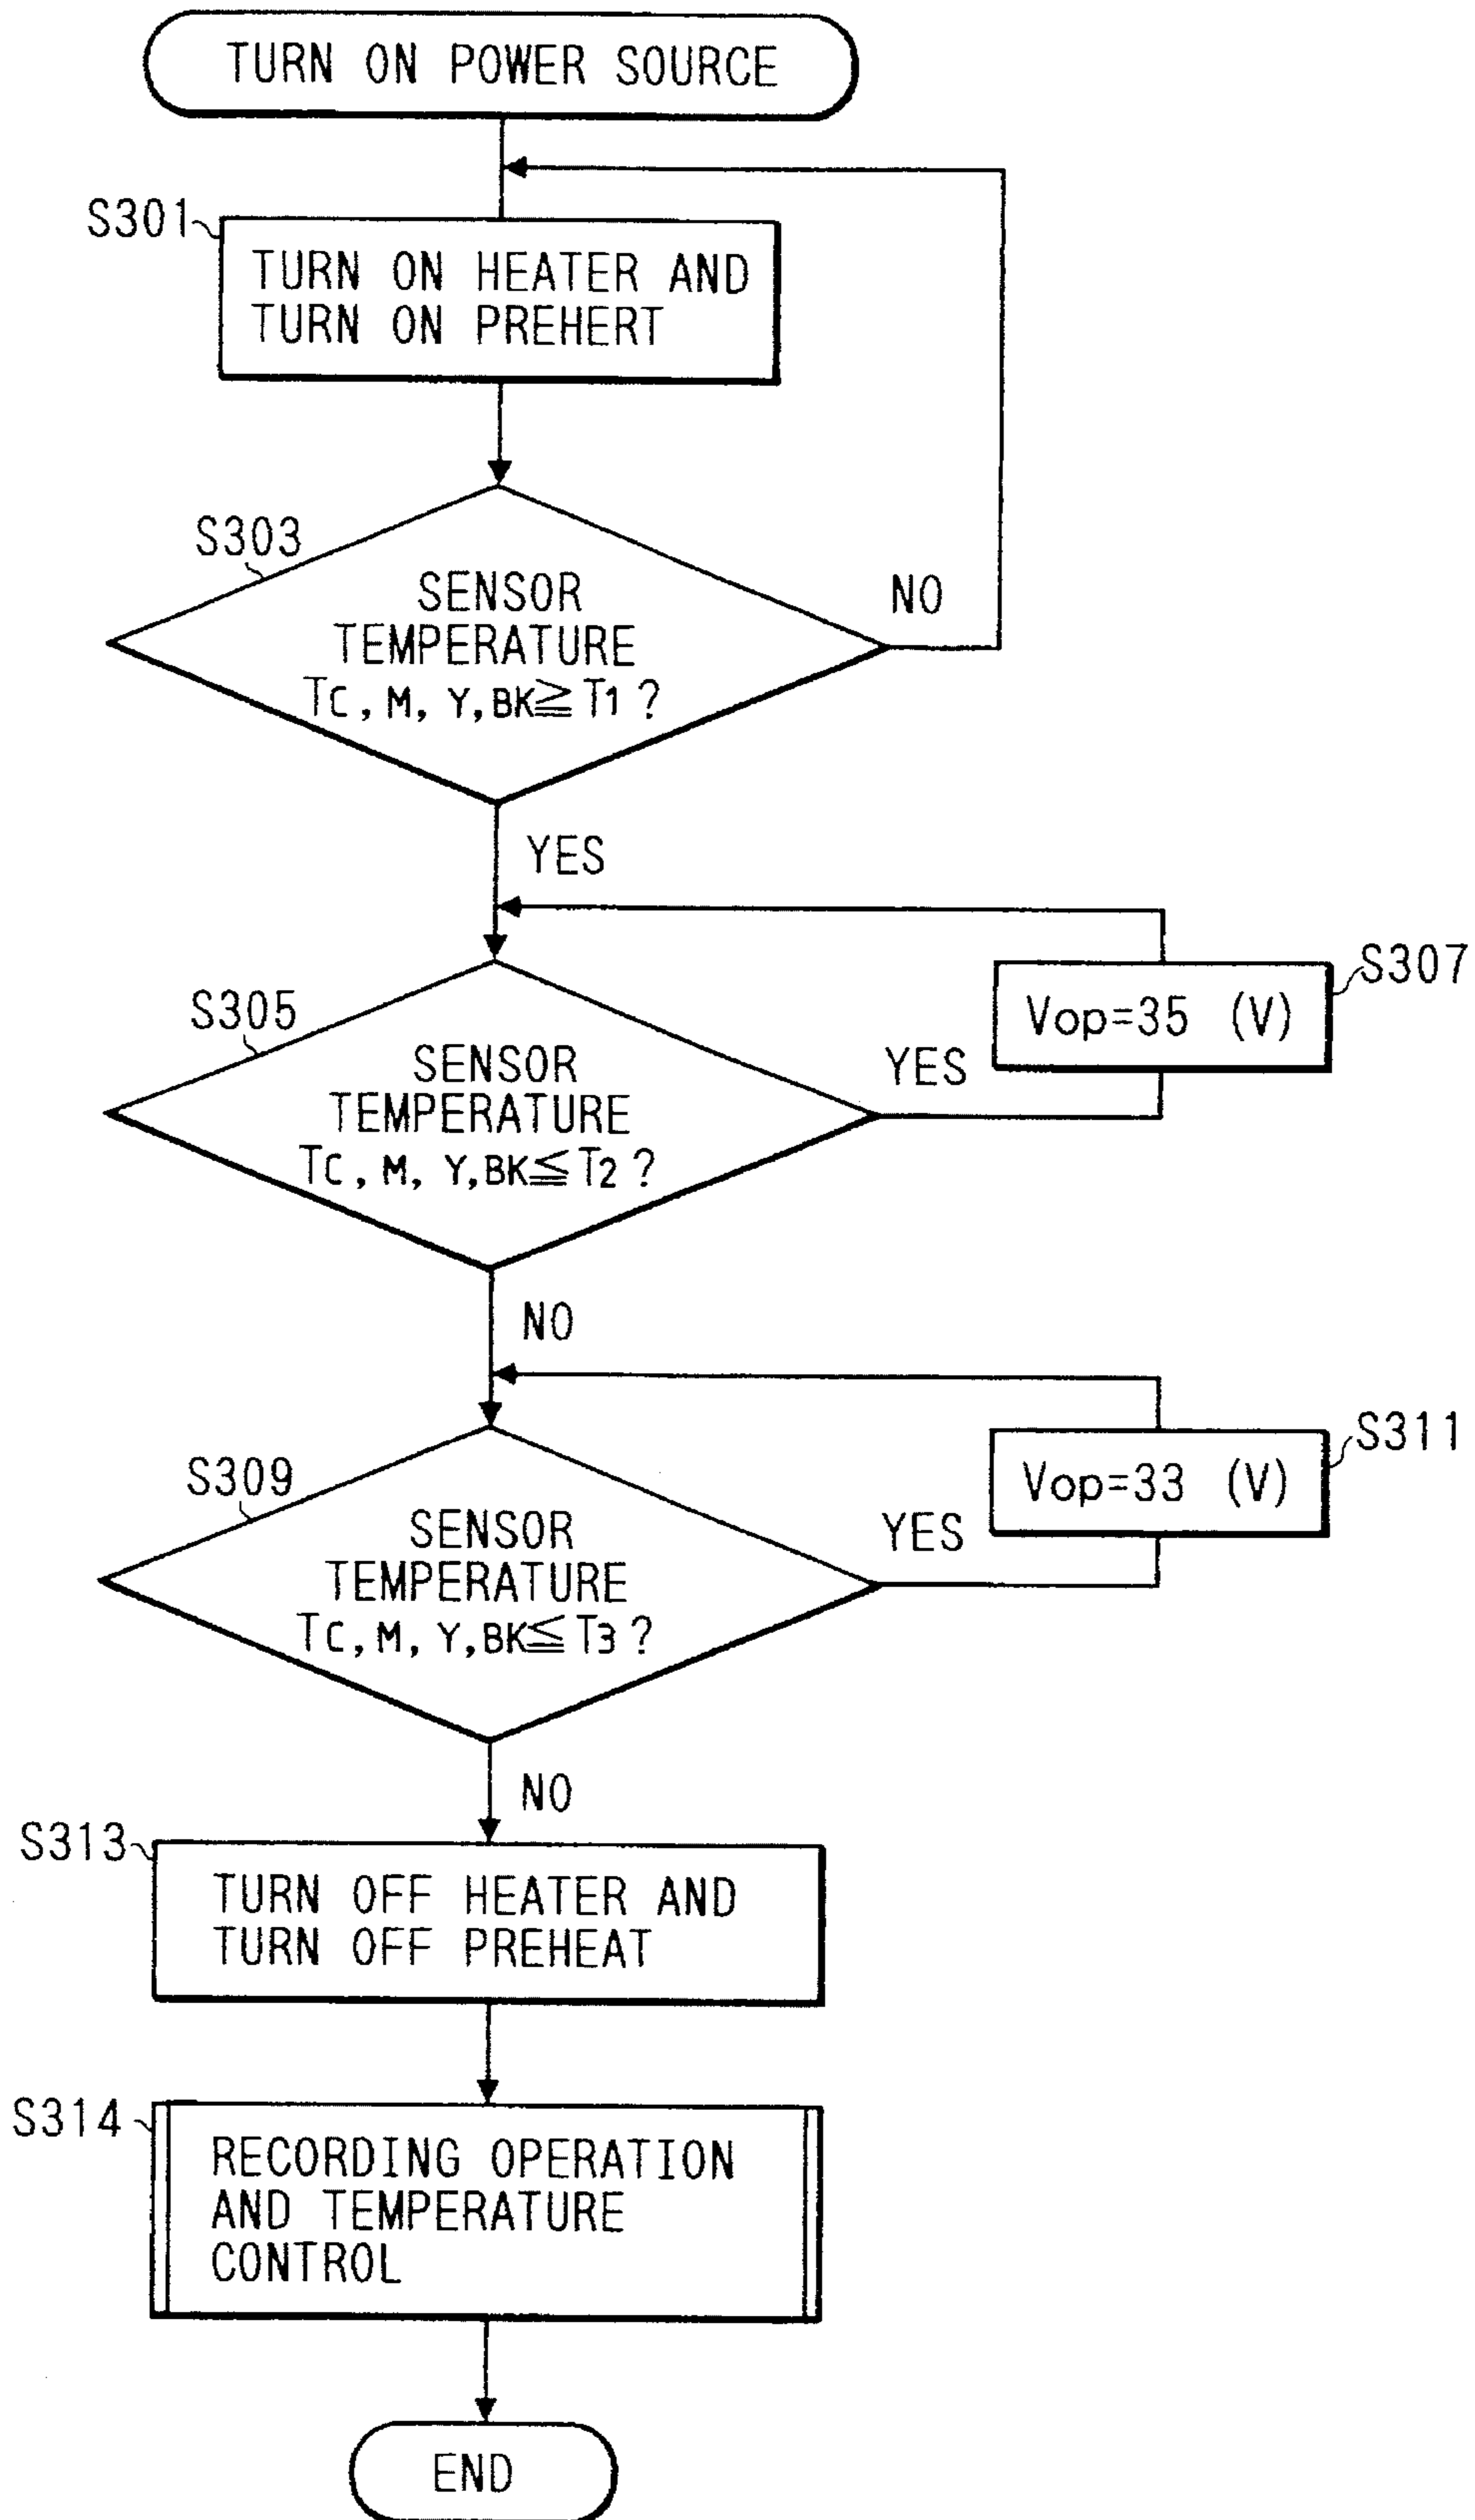 TURN ON POWER SOURCE
S301
TURN ON HEATER AND
TURN ON PREHERT
S303
SENSOR
TEMPERATURE
TC, M, Y, BK≧T1 ?
NO
YES
S307
Vop=35 (V)
S305
SENSOR
TEMPERATURE
TC, M, Y, BK≦T2 ?
YES
NO
S311
Vop=33 (V)
S309
SENSOR
TEMPERATURE
TC, M, Y, BK≦T3 ?
YES
NO
S313
TURN OFF HEATER AND
TURN OFF PREHEAT
S314
RECORDING OPERATION
AND TEMPERATURE
CONTROL
END